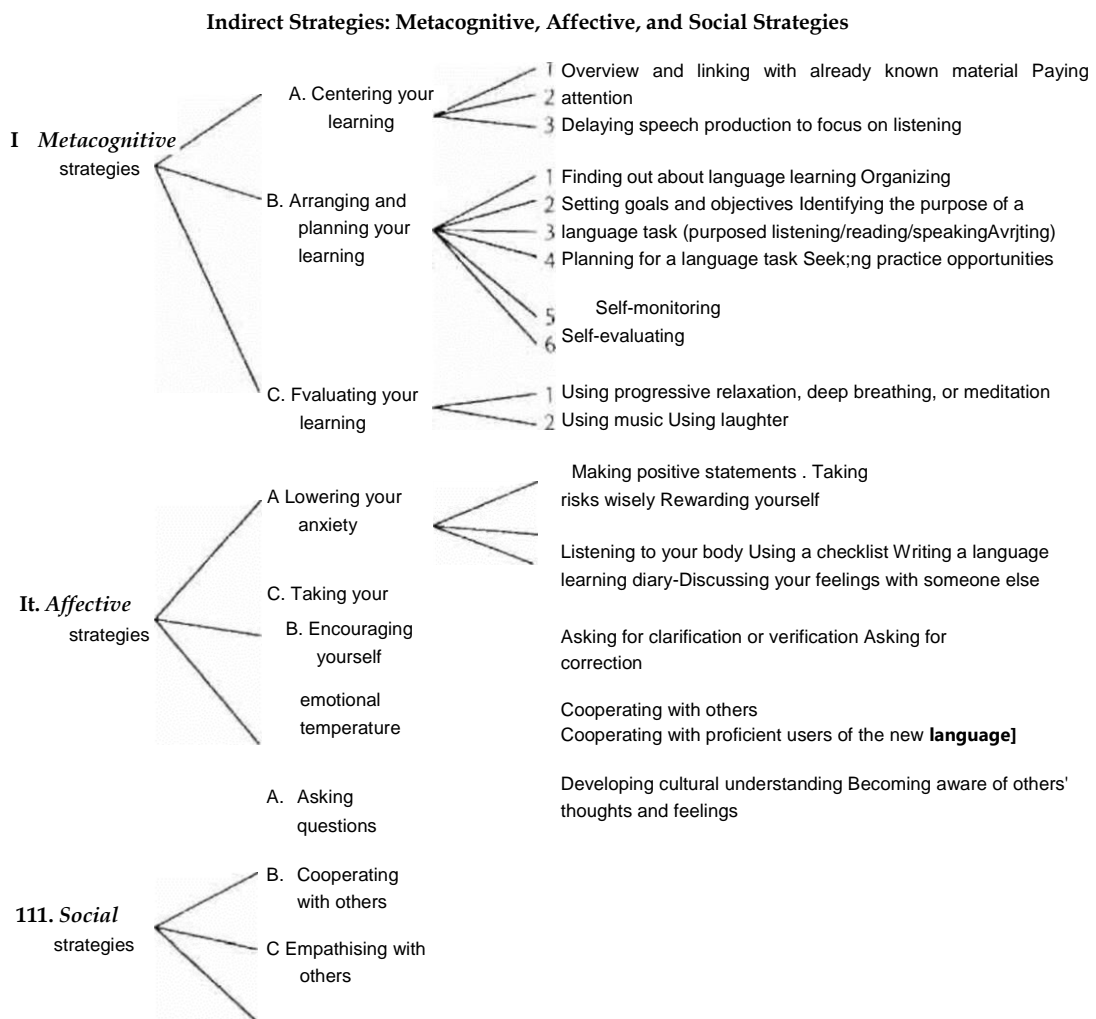 Indirect Strategies: Metacognitive, Affective, and Social Strategies
I Metacognitive
strategies
A. Centering your
learning
1 Overview and linking with already known material Paying
2 attention
3 Delaying speech production to focus on listening
B. Arranging and
planning your
learning
1 Finding out about language learning Organizing
2 Setting goals and objectives Identifying the purpose of a
3 language task (purposed listening/reading/speakingAvrjting)
4 Planning for a language task Seek;ng practice opportunities
5 Self-monitoring
6 Self-evaluating
C. Fvaluating your
learning
1 Using progressive relaxation, deep breathing, or meditation
2 Using music Using laughter
It. Affective
strategies
A Lowering your
anxiety
Making positive statements . Taking
risks wisely Rewarding yourself
Listening to your body Using a checklist Writing a language
learning diary-Discussing your feelings with someone else
C. Taking your
B. Encouraging
yourself
emotional
temperature
Asking for clarification or verification Asking for
correction
Cooperating with others
Cooperating with proficient users of the new language]
Developing cultural understanding Becoming aware of others'
thoughts and feelings
111. Social
strategies
A. Asking
questions
B. Cooperating
with others
C Empathising with
others